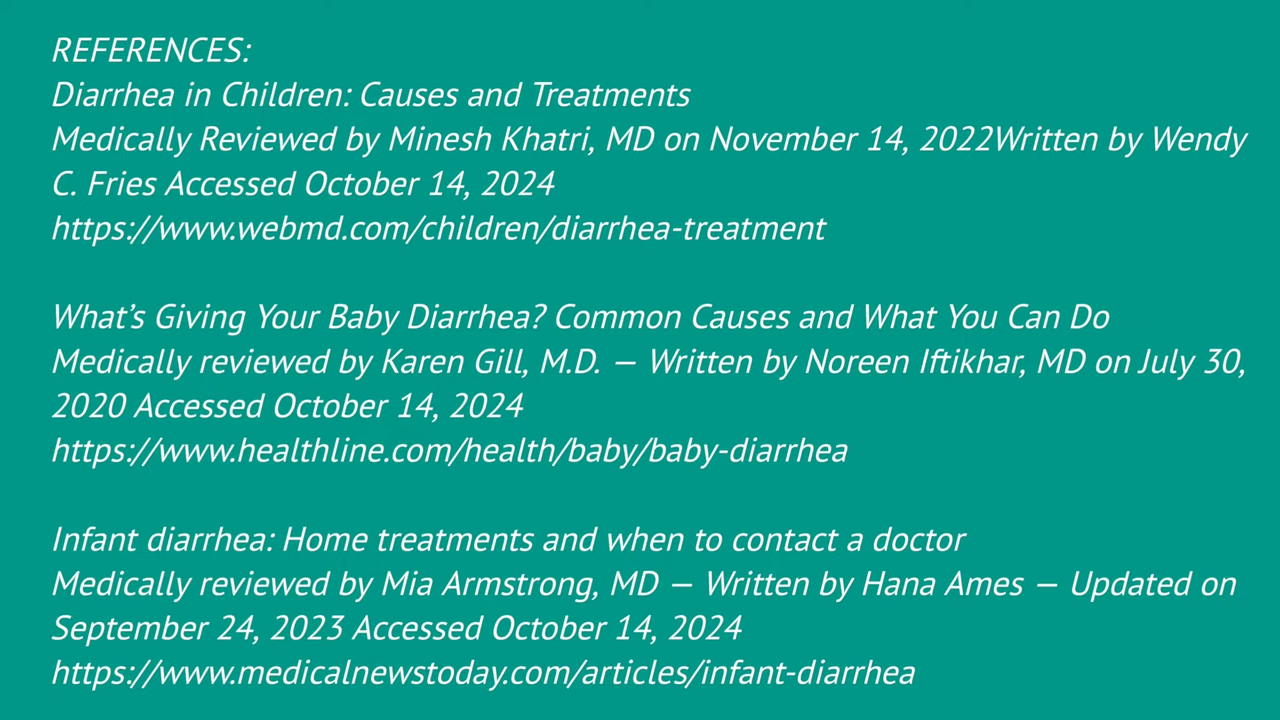 REFERENCES:
Diarrhea in Children: Causes and Treatments
Medically Reviewed by Minesh Khatri, MD on November 14, 2022Written by Wendy
C. Fries Accessed October 14, 2024
https://www.webmd.com/children/diarrhea-treatment
What's Giving Your Baby Diarrhea? Common Causes and What You Can Do
Medically reviewed by Karen Gill, M.D. — Written by Noreen Iftikhar, MD on July 30,
2020 Accessed October 14, 2024
https://www.healthline.com/health/baby/baby-diarrhea
Infant diarrhea: Home treatments and when to contact a doctor
Medically reviewed by Mia Armstrong, MD — Written by Hana Ames — Updated on
September 24, 2023 Accessed October 14, 2024
https://www.medicalnewstoday.com/articles/infant-diarrhea